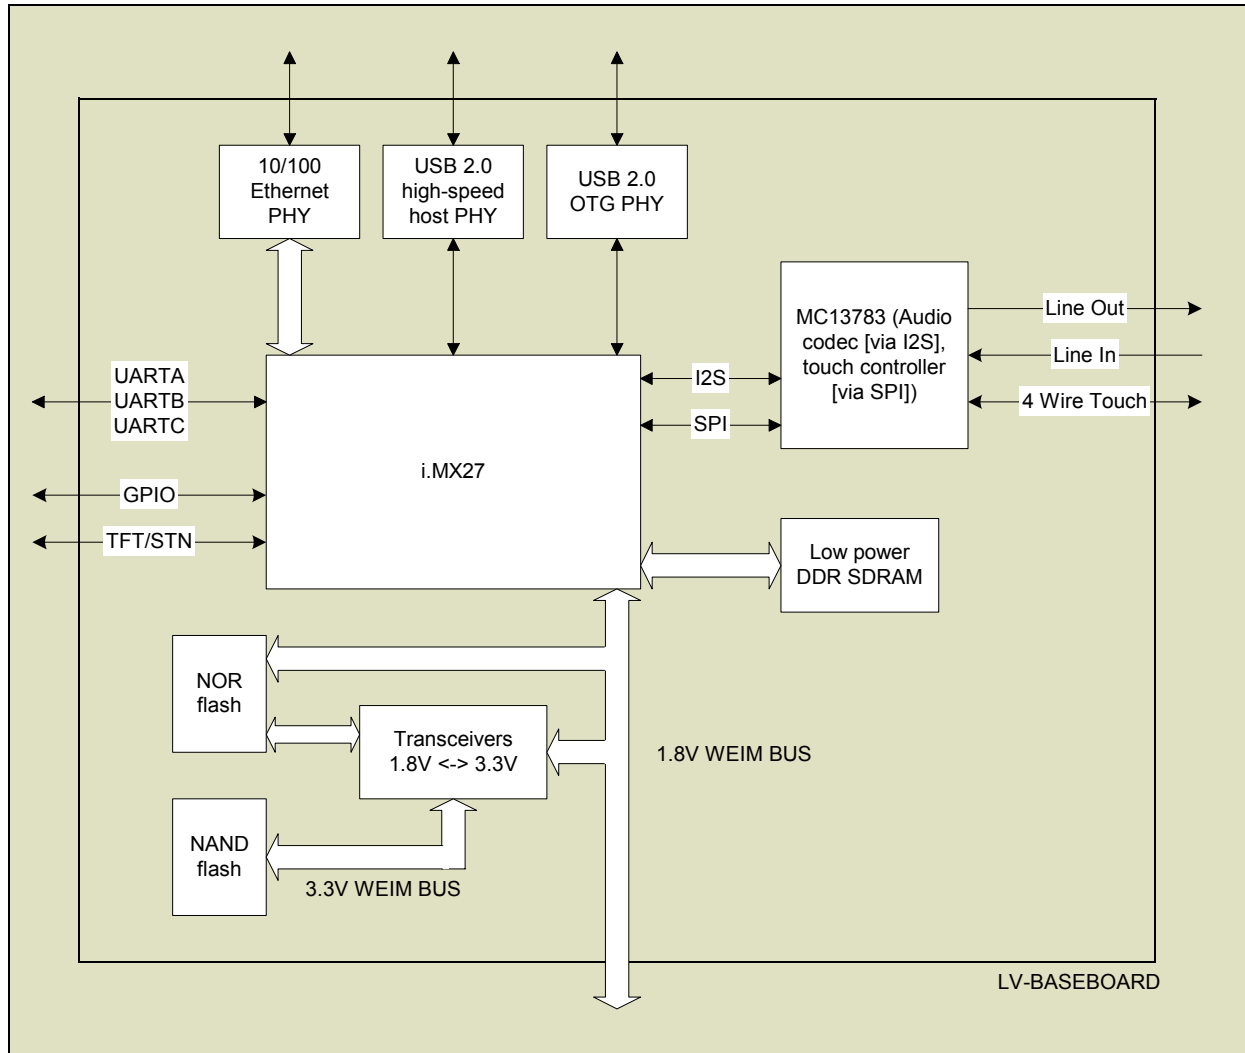 10/100
Ethernet
PHY
USB 2.0
high-speed
host PHY
USB 2.0
OTG PHY
MC13783 (Audio
codec [via I2S],
touch controller
[via SPI])
Line Out
Line In
4 Wire Touch
I2S
SPI
UARTA
UARTB
UARTC
GPIO
TFT/STN
i.MX27
Low power
DDR SDRAM
NOR
flash
Transceivers
1.8V <-> 3.3V
1.8V WEIM BUS
NAND
flash
3.3V WEIM BUS
LV-BASEBOARD